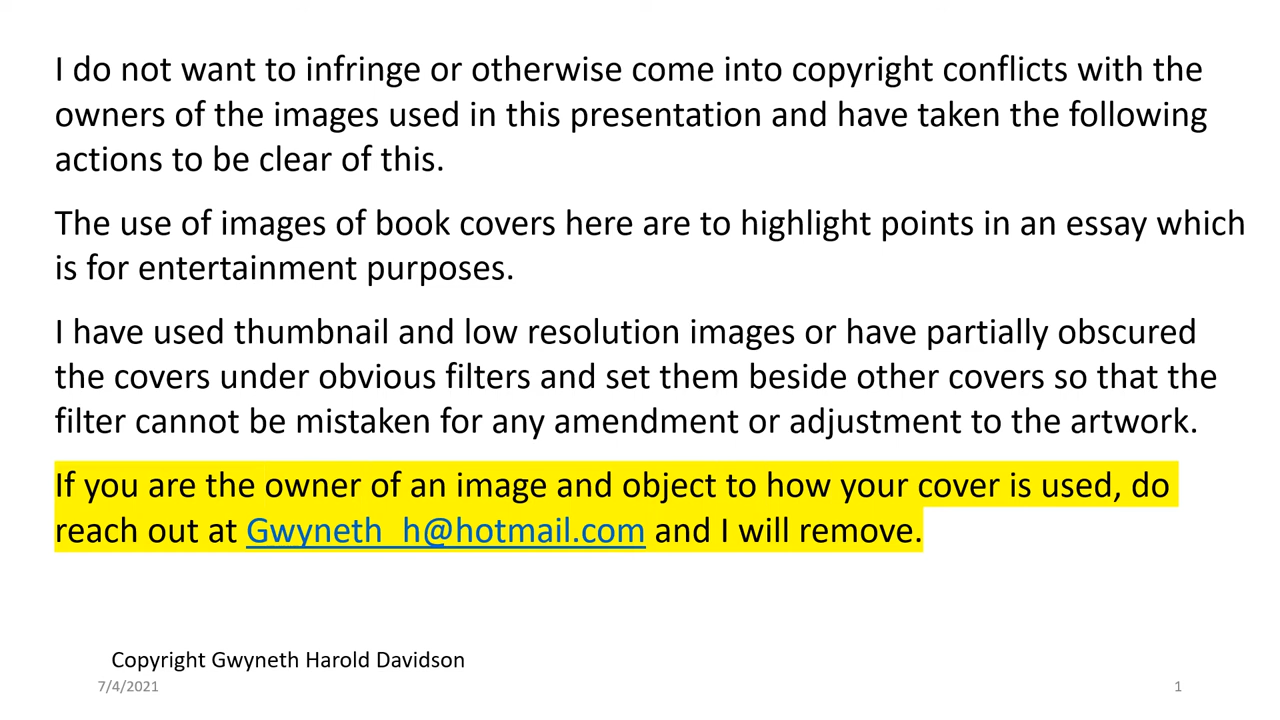 I do not want to infringe or otherwise come into copyright conflicts with the
owners of the images used in this presentation and have taken the following
actions to be clear of this.
The use of images of book covers here are to highlight points in an essay which
is for entertainment purposes.
I have used thumbnail and low resolution images or have partially obscured
the covers under obvious filters and set them beside other covers so that the
filter cannot be mistaken for any amendment or adjustment to the artwork.
If you are the owner of an image and object to how your cover is used, do
reach out at Gwyneth_h@hotmail.com and I will remove.
Copyright Gwyneth Harold Davidson
7/4/2021
1